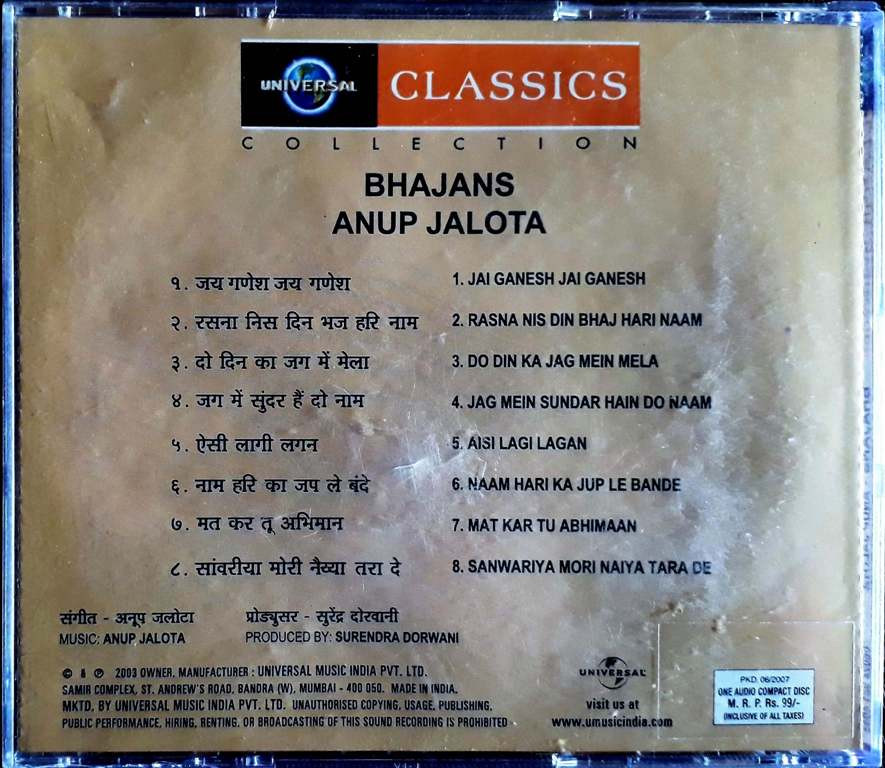 UNIVERSAL
CLASSICS
COLLECTION
BHAJANS
ANUP JALOTA
१. जय गणेश जय गणेश
२. रसना निस दिन भज हरि नाम
३. दो दिन का जग में मेला
४. जग में सुंदर हैं दो नाम
५. ऐसी लागी लगन
६. नाम हरि का जप ले बंदे
७. मत कर तू अभिमान
८. सांवरीया मोरी नैय्या तरा दे
1. JAI GANESH JAI GANESH
2. RASNA NIS DIN BHAJ HARI NAAM
3. DO DIN KA JAG MEIN MELA
4. JAG MEIN SUNDAR HAIN DO NAAM
5. AISI LAGI LAGAN
6. NAAM HARI KA JUP LE BANDE
7. MAT KAR TU ABHIMAAN
8. SANWARIYA MORI NAIYA TARA DE
संगीत - अनूप जलोटा
MUSIC: ANUP JALOTA
प्रोड्युसर - सुरेंद्र दोरवानी
PRODUCED BY: SURENDRA DORWANI
© & ℗ 2003 OWNER, MANUFACTURER : UNIVERSAL MUSIC INDIA PVT. LTD.
SAMIR COMPLEX, ST. ANDREW'S ROAD, BANDRA (W), MUMBAI - 400 050. MADE IN INDIA.
MKTD. BY UNIVERSAL MUSIC INDIA PVT. LTD. UNAUTHORISED COPYING, USAGE, PUBLISHING,
PUBLIC PERFORMANCE, HIRING, RENTING, OR BROADCASTING OF THIS SOUND RECORDING IS PROHIBITED
UNIVERSAL
visit us at
www.umusicindia.com
PKD. 06/2007
ONE AUDIO COMPACT DISC
M. R. P. Rs. 99/-
(INCLUSIVE OF ALL TAXES)